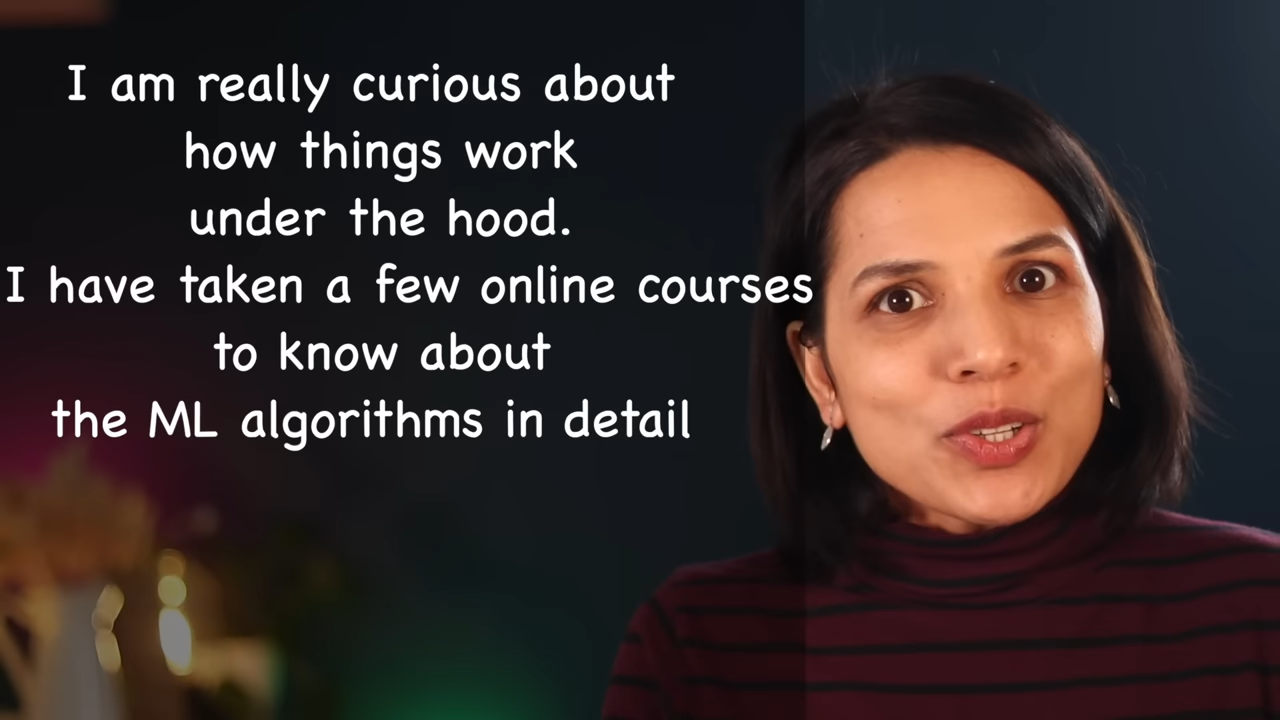 I am really curious about
how things work
under the hood.
I have taken a few online courses
to know about
the ML algorithms in detail